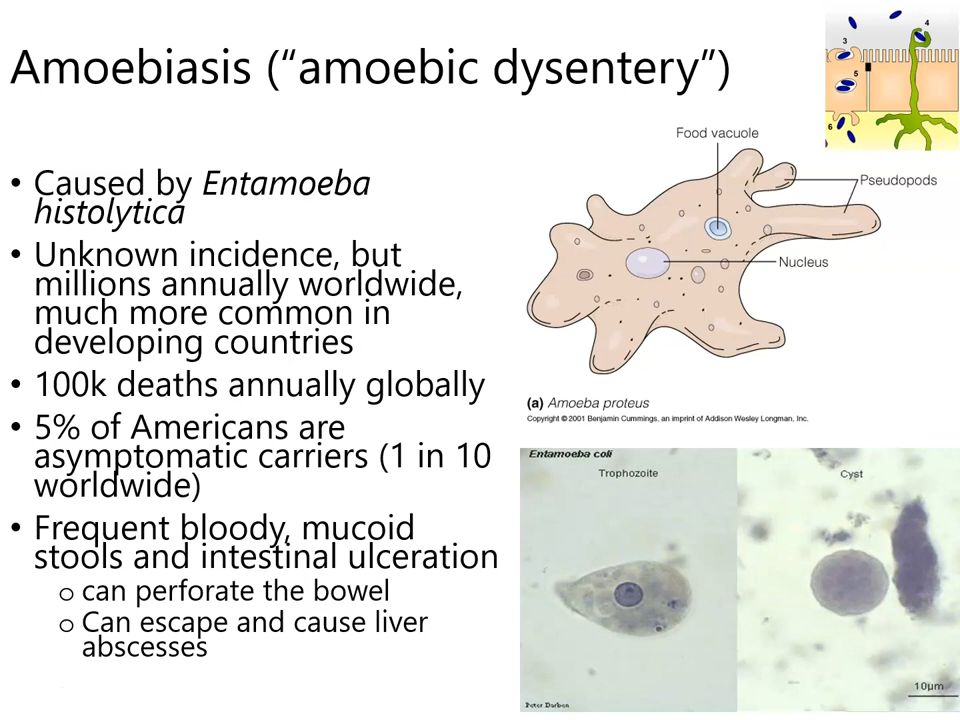 Amoebiasis (“amoebic dysentery”)
• Caused by Entamoeba
histolytica
• Unknown incidence, but
millions annually worldwide,
much more common in
developing countries
• 100k deaths annually globally
• 5% of Americans are
asymptomatic carriers (1 in 10
worldwide)
• Frequent bloody, mucoid
stools and intestinal ulceration
o can perforate the bowel
o Can escape and cause liver
abscesses
3
4
5
6
Food vacuole
Pseudopods
Nucleus
(a) Amoeba proteus
Copyright © 2001 Benjamin Cummings, an imprint of Addison Wesley Longman, Inc.
Entamoeba coli
Trophozoite
Cyst
10µm
Peter Darben